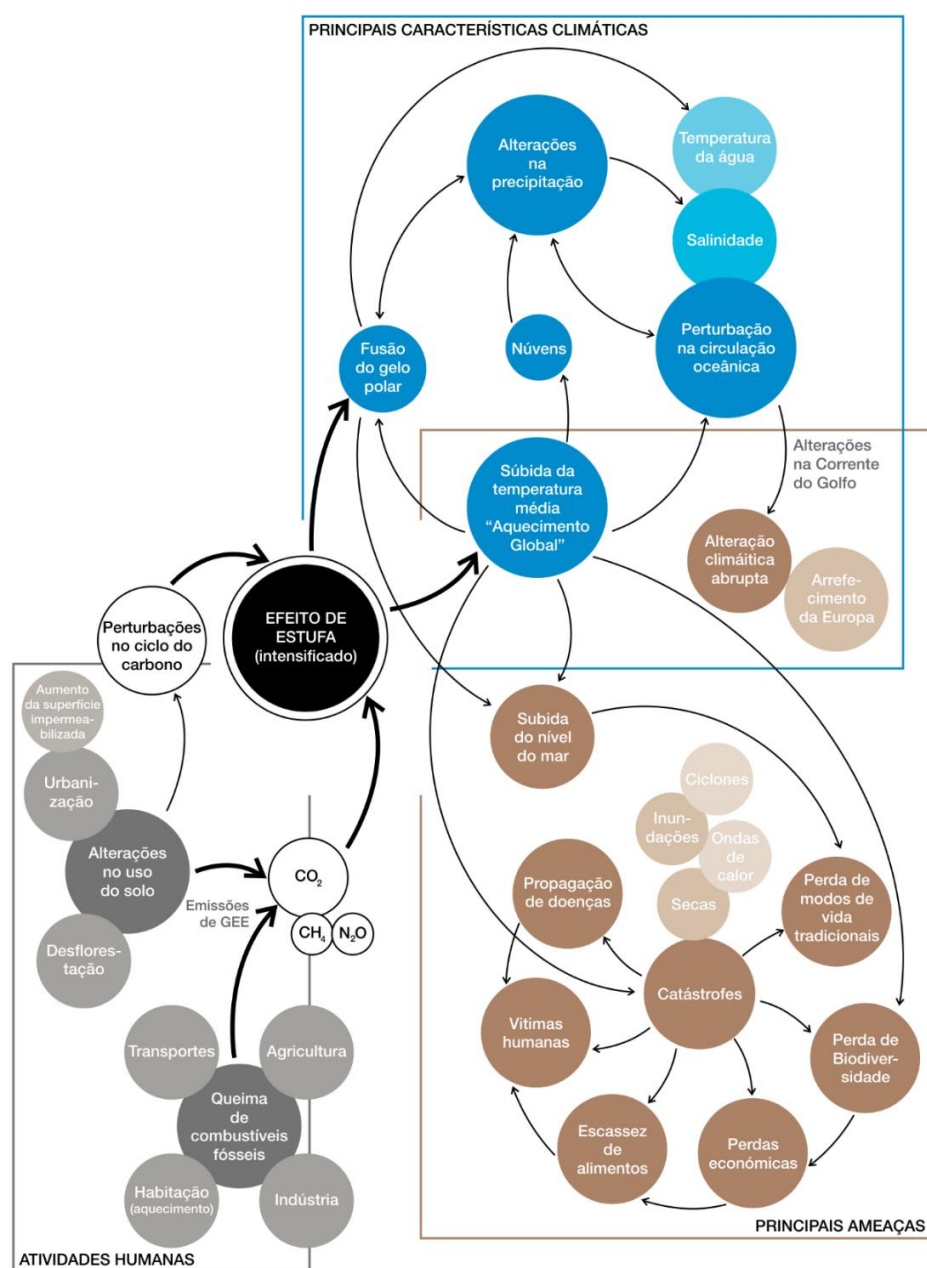 PRINCIPAIS CARACTERÍSTICAS CLIMÁTICAS
Temperatura
da água
Alterações
na
precipitação
Salinidade
Fusão
do gelo
polar
Núvens
Perturbação
na circulação
oceânica
Súbida da
temperatura
média
“Aquecimento
Global”
Alterações
na Corrente
do Golfo
Alteração
climáitica
abrupta
Arrefe-
cimento
da Europa
EFEITO DE
ESTUFA
(intensificado)
Perturbações
no ciclo do
carbono
Aumento
da superfície
impermea-
bilizada
Urbani-
zação
Alterações
no uso
do solo
Desflores-
tação
Emissões
de GEE
CO2
CH4
N2O
Transportes
Agricultura
Queima
de
combustíveis
fósseis
Habitação
(aquecimento)
Indústria
ATIVIDADES HUMANAS
Subida
do nível
do mar
Ciclones
Inun-
dações
Ondas
de
calor
Secas
Propagação
de doenças
Perda de
modos de
vida
tradicionais
Catástrofes
Vitimas
humanas
Perda de
Biodiver-
sidade
Escassez
de
alimentos
Perdas
económicas
PRINCIPAIS AMEAÇAS